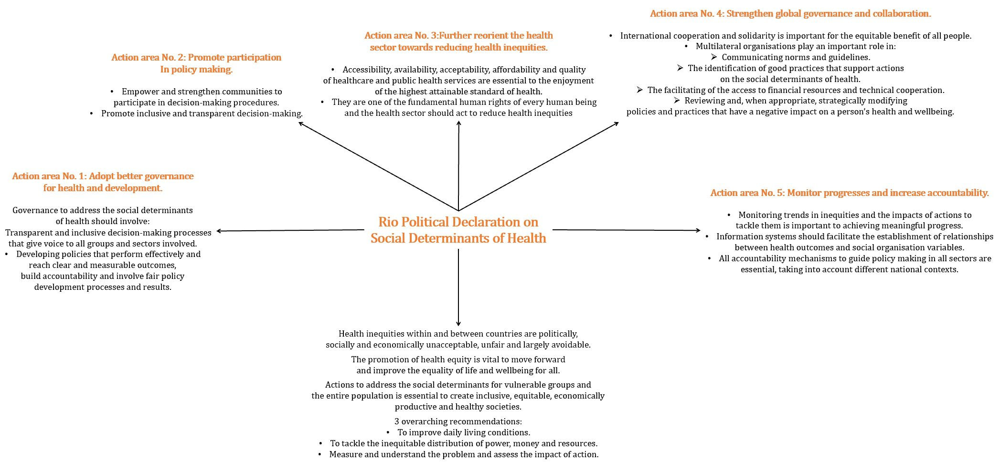 Action area No. 4: Strengthen global governance and collaboration.
• International cooperation and solidarity is important for the equitable benefit of all people.
• Multilateral organisations play an important role in:
➢ Communicating norms and guidelines.
➢ The identification of good practices that support actions
on the social determinants of health.
➢ The facilitating of the access to financial resources and technical cooperation.
➢ Reviewing and, when appropriate, strategically modifying
policies and practices that have a negative impact on a person's health and wellbeing.
Action area No. 3:Further reorient the health
sector towards reducing health inequities.
• Accessibility, availability, acceptability, affordability and quality
of healthcare and public health services are essential to the enjoyment
of the highest attainable standard of health.
• They are one of the fundamental human rights of every human being
and the health sector should act to reduce health inequities
Action area No. 2: Promote participation
In policy making.
• Empower and strengthen communities to
participate in decision-making procedures.
• Promote inclusive and transparent decision-making.
Action area No. 1: Adopt better governance
for health and development.
Governance to address the social determinants
of health should involve:
Transparent and inclusive decision-making processes
that give voice to all groups and sectors involved.
• Developing policies that perform effectively and
reach clear and measurable outcomes,
build accountability and involve fair policy
development processes and results.
Rio Political Declaration on
Social Determinants of Health
Action area No. 5: Monitor progresses and increase accountability.
• Monitoring trends in inequities and the impacts of actions to
tackle them is important to achieving meaningful progress.
• Information systems should facilitate the establishment of relationships
between health outcomes and social organisation variables.
• All accountability mechanisms to guide policy making in all sectors are
essential, taking into account different national contexts.
Health inequities within and between countries are politically,
socially and economically unacceptable, unfair and largely avoidable.
The promotion of health equity is vital to move forward
and improve the equality of life and wellbeing for all.
Actions to address the social determinants for vulnerable groups and
the entire population is essential to create inclusive, equitable, economically
productive and healthy societies.
3 overarching recommendations:
• To improve daily living conditions.
• To tackle the inequitable distribution of power, money and resources.
• Measure and understand the problem and assess the impact of action.